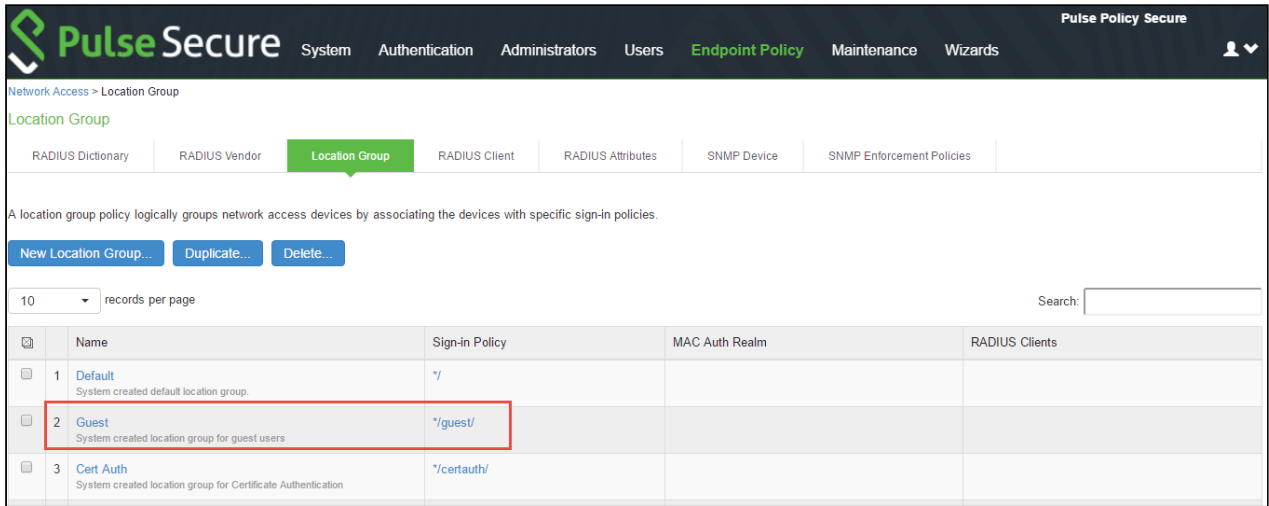 Pulse Policy Secure
Pulse Secure
System Authentication Administrators Users Endpoint Policy Maintenance Wizards
Network Access > Location Group
Location Group
RADIUS Dictionary RADIUS Vendor Location Group RADIUS Client RADIUS Attributes SNMP Device SNMP Enforcement Policies
A location group policy logically groups network access devices by associating the devices with specific sign-in policies.
New Location Group... Duplicate... Delete...
10 records per page Search:
Name Sign-in Policy MAC Auth Realm RADIUS Clients
1 Default */
System created default location group.
2 Guest */guest/
System created location group for guest users
3 Cert Auth */certauth/
System created location group for Certificate Authentication